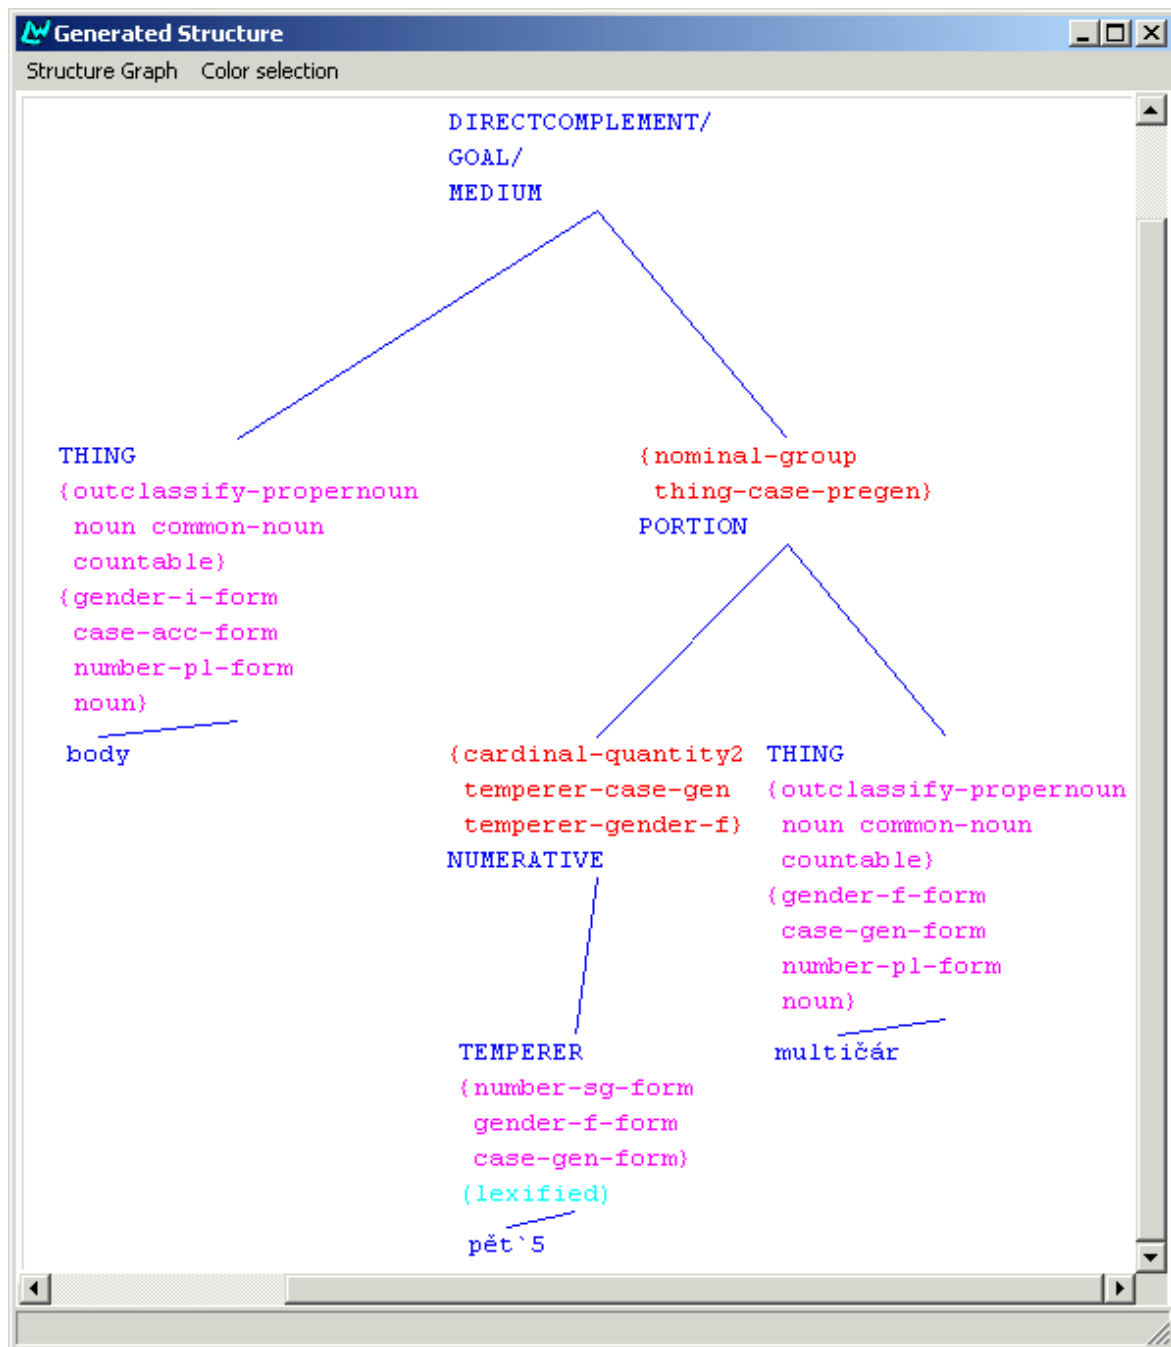 Generated Structure
Structure Graph Color selection
DIRECTCOMPLEMENT/
GOAL/
MEDIUM
THING
{outclassify-propernoun
noun common-noun
countable}
{gender-i-form
case-acc-form
number-pl-form
noun}
body
{nominal-group
thing-case-pregen}
PORTION
{cardinal-quantity2
temperer-case-gen
temperer-gender-f}
NUMERATIVE
TEMPERER
{number-sg-form
gender-f-form
case-gen-form}
(lexified)
pět`5
THING
{outclassify-propernoun
noun common-noun
countable}
{gender-f-form
case-gen-form
number-pl-form
noun}
multičár